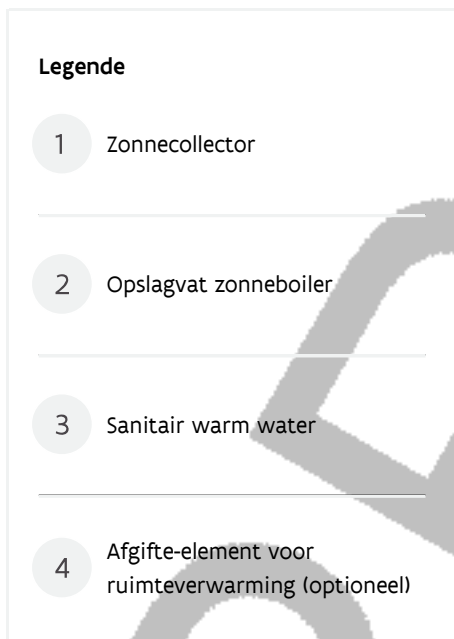 Legende
1 Zonnecollector
2 Opslagvat zonneboiler
3 Sanitair warm water
4 Afgifte-element voor
ruimteverwarming (optioneel)